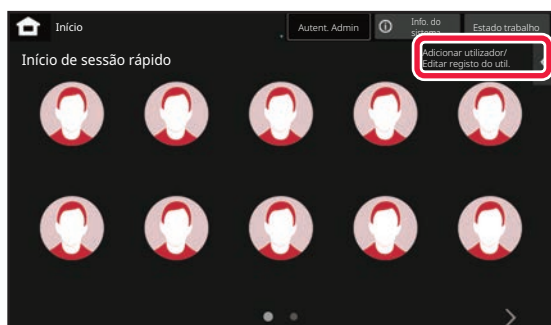 Início
Autent. Admin
Info. do
sistema
Estado trabalho
Início de sessão rápido
Adicionar utilizador/
Editar registo do util.